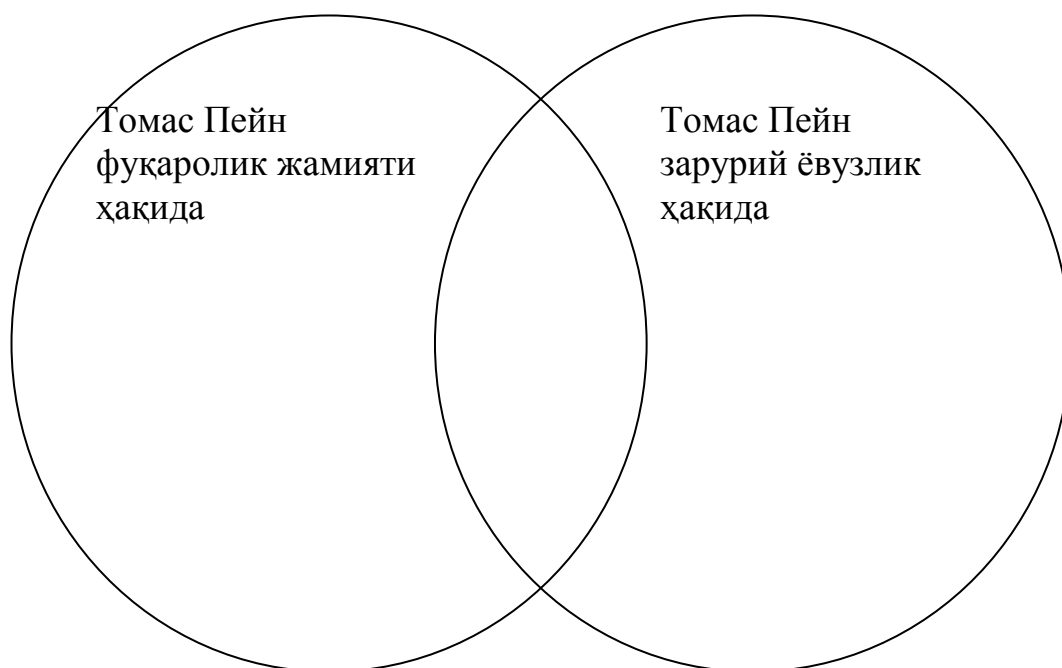 Томас Пейн
фуқаролик жамияти
ҳақида
Томас Пейн
зарурий ёвузлик
ҳақида